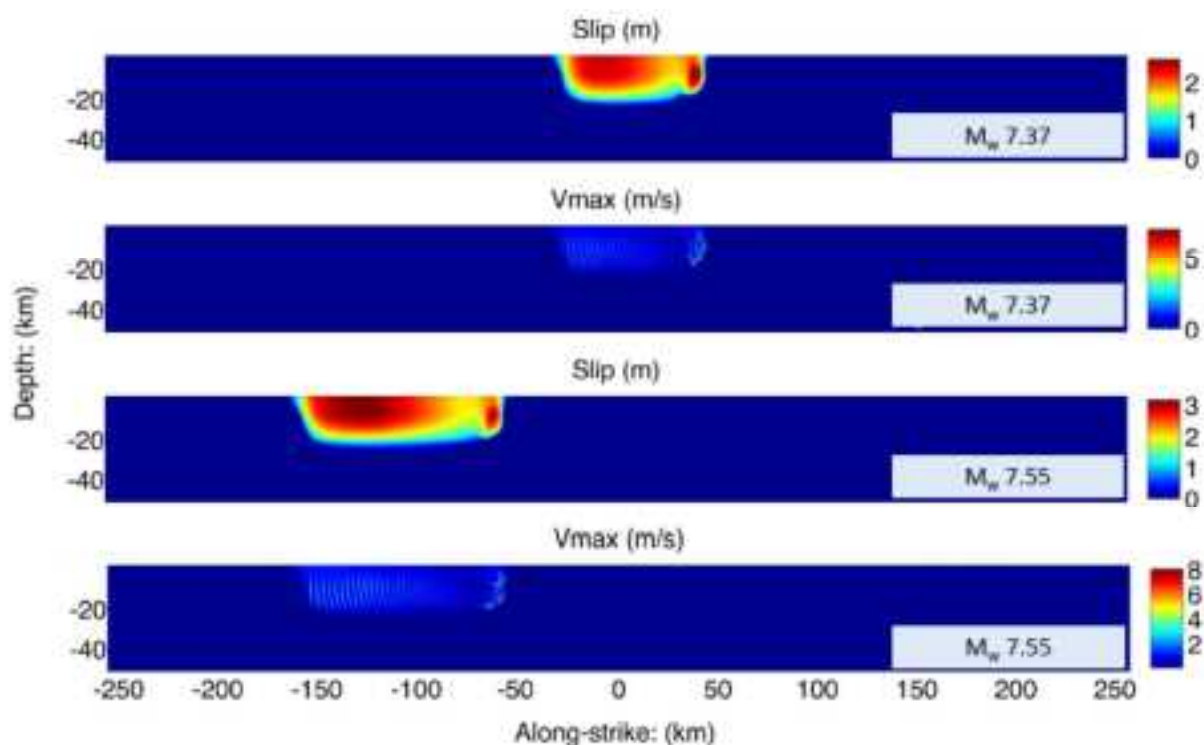 Slip (m)
-20
-40
2
1
0
M_w 7.37
Vmax (m/s)
-20
-40
5
0
M_w 7.37
Depth: (km)
Slip (m)
-20
-40
3
2
1
0
M_w 7.55
Vmax (m/s)
-20
-40
8
6
4
2
M_w 7.55
-250 -200 -150 -100 -50 0 50 100 150 200 250
Along-strike: (km)